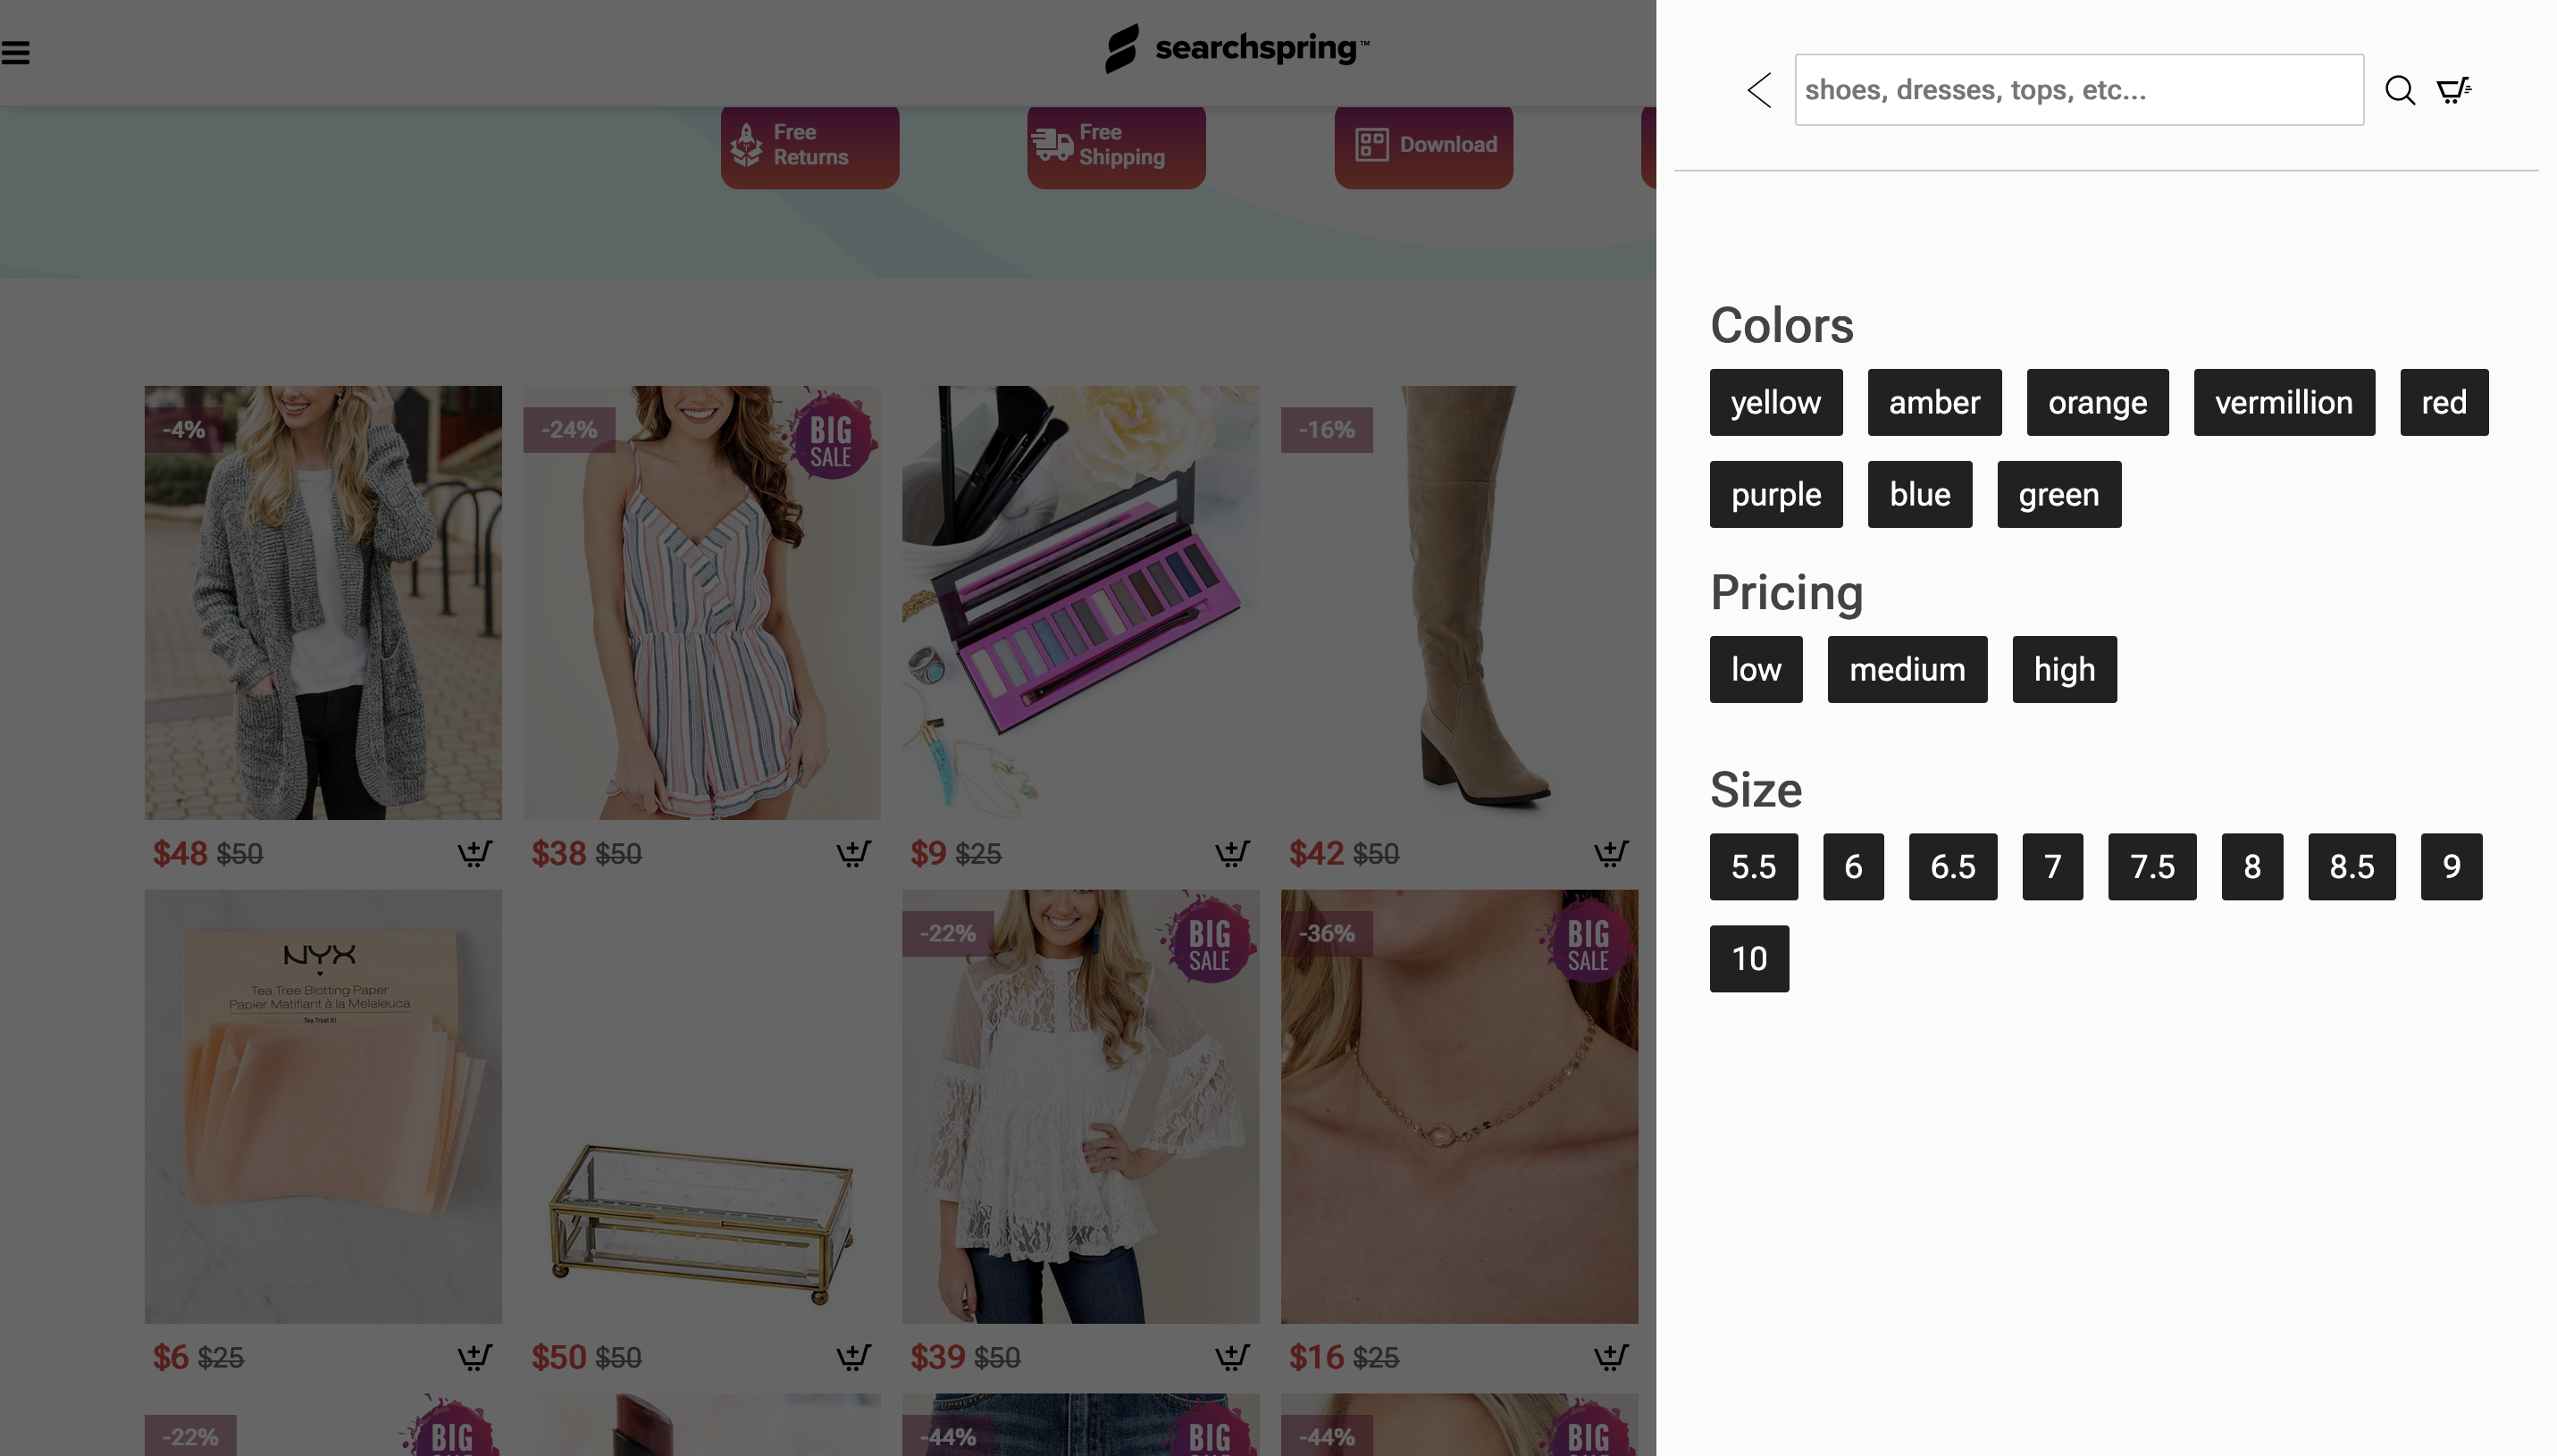 searchspring™
shoes, dresses, tops, etc...
Free
Returns
Free
Shipping
Download
Colors
yellow
amber
orange
vermillion
red
purple
blue
green
Pricing
low
medium
high
Size
5.5
6
6.5
7
7.5
8
8.5
9
10
-4%
-24%
BIG
SALE
-16%
$48 $50
$38 $50
$9 $25
$42 $50
NYX
Tea Tree Blotting Paper
Papier Matifiant à la Melaleuca
Tea Treat It!
-22%
BIG
SALE
-36%
BIG
SALE
$6 $25
$50 $50
$39 $50
$16 $25
-22%
BIG
-44%
BIG
-44%
BIG